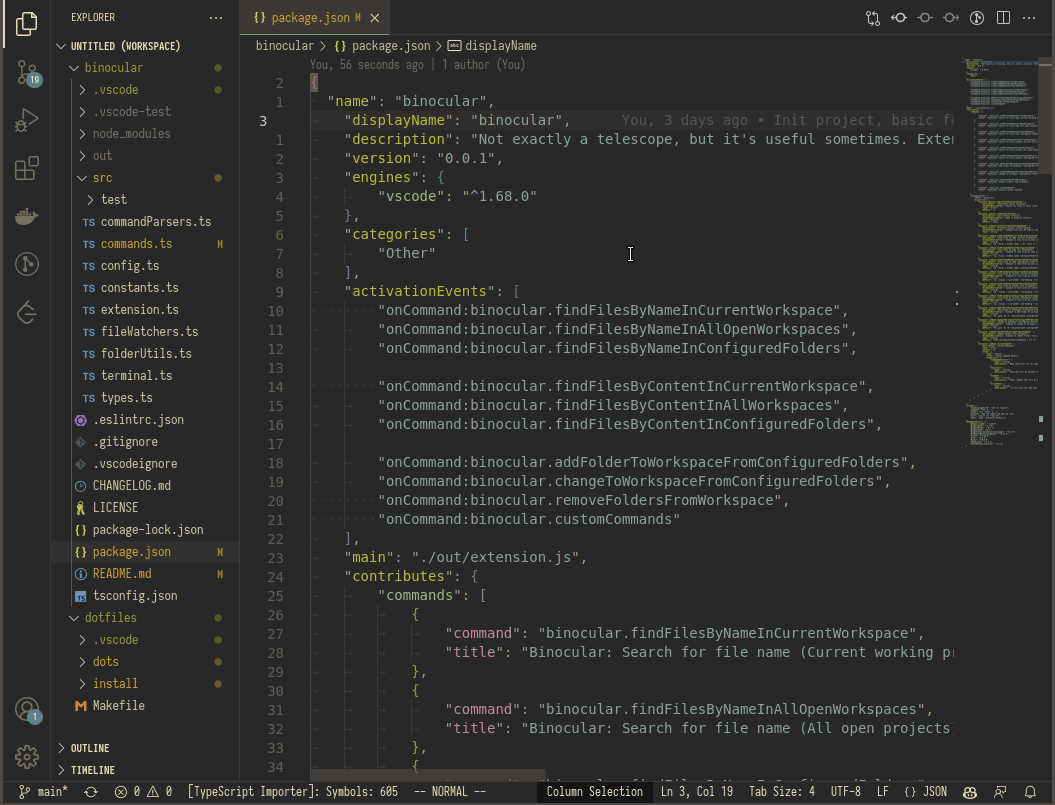 EXPLORER
UNTITLED (WORKSPACE)
binocular
.vscode
.vscode-test
node_modules
out
src
test
TS commandParsers.ts
TS commands.ts M
TS config.ts
TS constants.ts
TS extension.ts
TS fileWatchers.ts
TS folderUtils.ts
TS terminal.ts
TS types.ts
.eslintrc.json
.gitignore
.vscodeignore
CHANGELOG.md
LICENSE
{} package-lock.json
{} package.json M
README.md M
tsconfig.json
dotfiles
.vscode
dots
install
Makefile
OUTLINE
TIMELINE
19
1
{} package.json M
binocular > {} package.json > abc displayName
You, 56 seconds ago | 1 author (You)
2 {
1 "name": "binocular",
3 "displayName": "binocular", You, 3 days ago • Init project, basic fe
1 "description": "Not exactly a telescope, but it's useful sometimes. Exter
2 "version": "0.0.1",
3 "engines": {
4 "vscode": "^1.68.0"
5 },
6 "categories": [
7 "Other"
8 ],
9 "activationEvents": [
10 "onCommand:binocular.findFilesByNameInCurrentWorkspace",
11 "onCommand:binocular.findFilesByNameInAllOpenWorkspaces",
12 "onCommand:binocular.findFilesByNameInConfiguredFolders",
13
14 "onCommand:binocular.findFilesByContentInCurrentWorkspace",
15 "onCommand:binocular.findFilesByContentInAllWorkspaces",
16 "onCommand:binocular.findFilesByContentInConfiguredFolders",
17
18 "onCommand:binocular.addFolderToWorkspaceFromConfiguredFolders",
19 "onCommand:binocular.changeToWorkspaceFromConfiguredFolders",
20 "onCommand:binocular.removeFoldersFromWorkspace",
21 "onCommand:binocular.customCommands"
22 ],
23 "main": "./out/extension.js",
24 "contributes": {
25 "commands": [
26 {
27 "command": "binocular.findFilesByNameInCurrentWorkspace",
28 "title": "Binocular: Search for file name (Current working pr
29 },
30 {
31 "command": "binocular.findFilesByNameInAllOpenWorkspaces",
32 "title": "Binocular: Search for file name (All open projects)
33 },
34 {
main* 0 0 [TypeScript Importer]: Symbols: 605 -- NORMAL -- Column Selection Ln 3, Col 19 Tab Size: 4 UTF-8 LF {} JSON